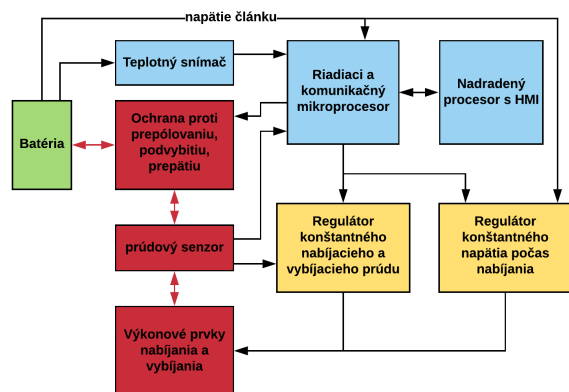 napätie článku
Teplotný snímač
Riadiaci a
komunikačný
mikroprocesor
Nadradený
procesor s HMI
Batéria
Ochrana proti
prepólovaniu,
podvybitiu,
prepätiu
prúdový senzor
Regulátor
konštantného
nabíjacieho a
vybíjacieho prúdu
Regulátor
konštantného
napätia počas
nabíjania
Výkonové prvky
nabíjania a
vybíjania